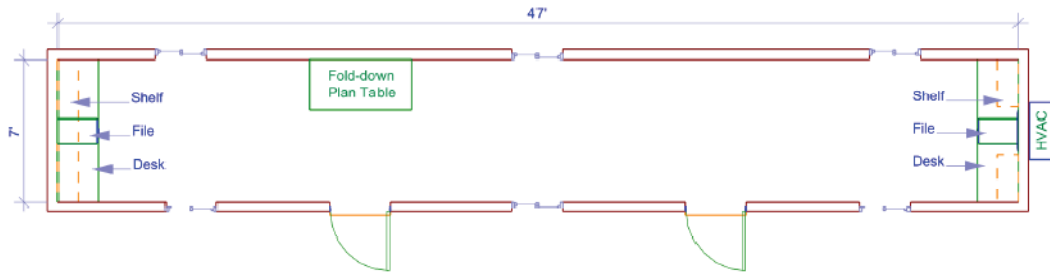 47'
Fold-down
Plan Table
Shelf
Shelf
7'
File
File
HVAC
Desk
Desk